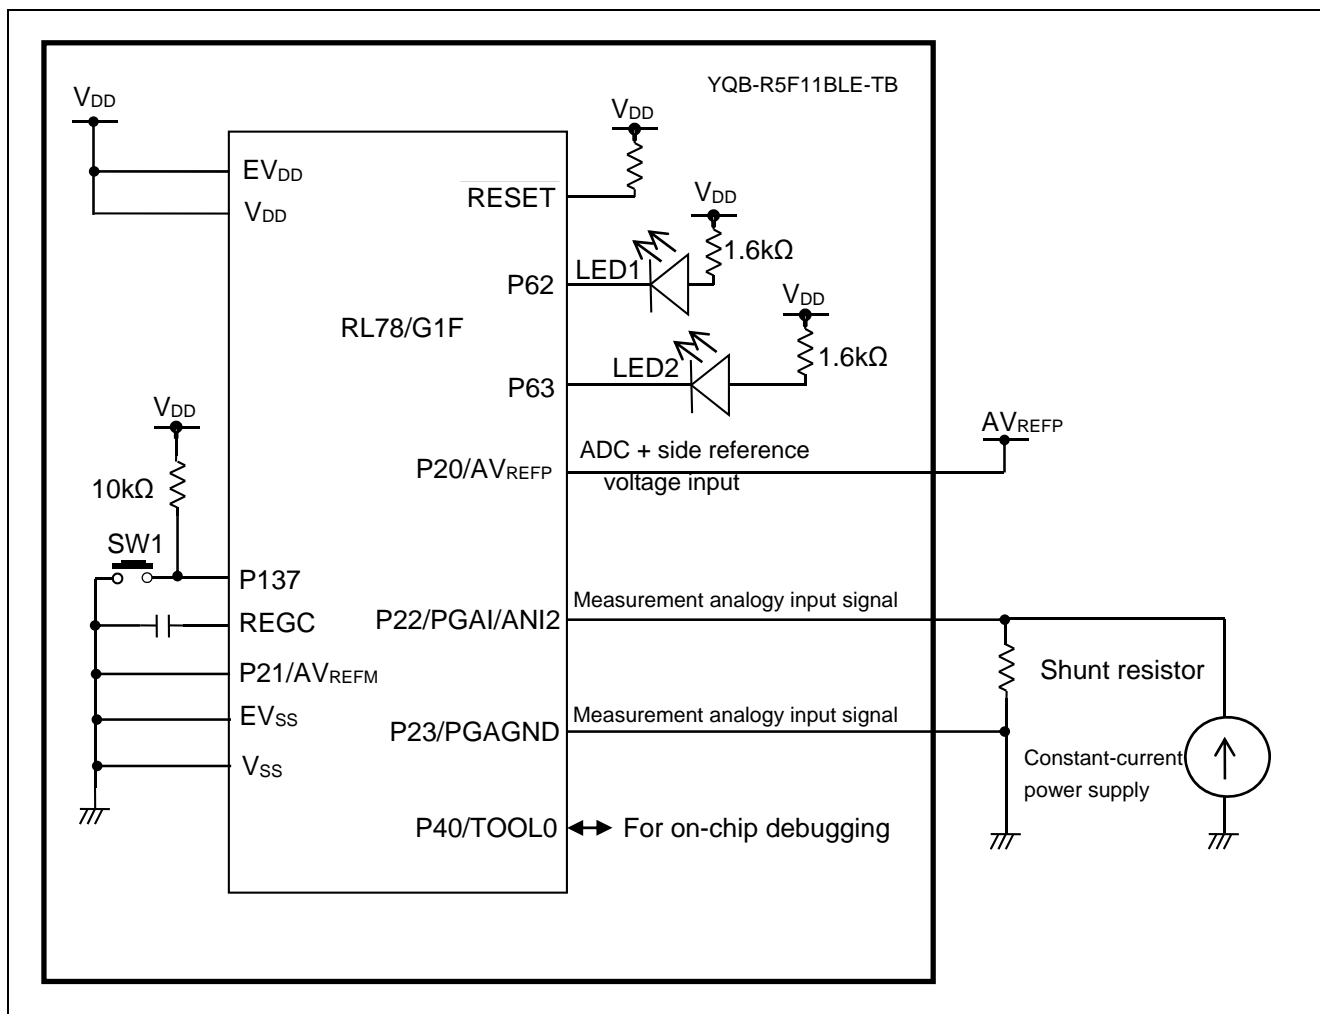 YQB-R5F11BLE-TB
VDD
VDD
EVDD
VDD
RESET
VDD
1.6kΩ
LED1
P62
VDD
RL78/G1F
1.6kΩ
LED2
P63
VDD
AVREFP
ADC + side reference
P20/AVREFP
voltage input
10kΩ
SW1
P137
Measurement analogy input signal
REGC
P22/PGAI/ANI2
P21/AVREFM
Shunt resistor
EVSS
Measurement analogy input signal
P23/PGAGND
VSS
Constant-current
power supply
P40/TOOL0
For on-chip debugging